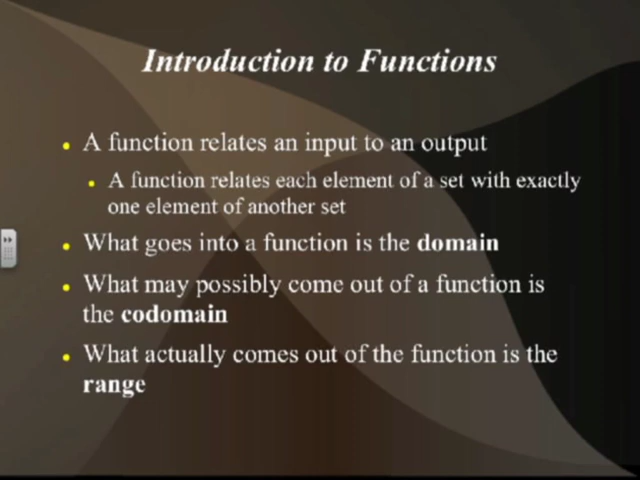 Introduction to Functions
A function relates an input to an output
A function relates each element of a set with exactly
one element of another set
What goes into a function is the domain
What may possibly come out of a function is
the codomain
What actually comes out of the function is the
range